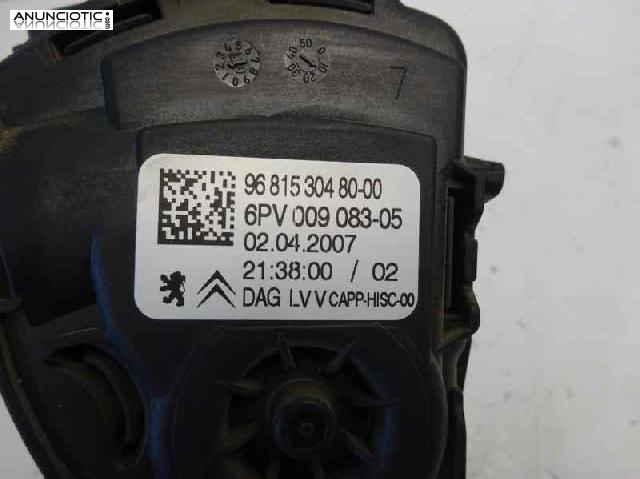 ANUNCIOTIC.COM
7
96 815 304 80-00
6PV 009 083-05
02.04.2007
21:38:00 / 02
DAG LVV CAPP-HISC-00